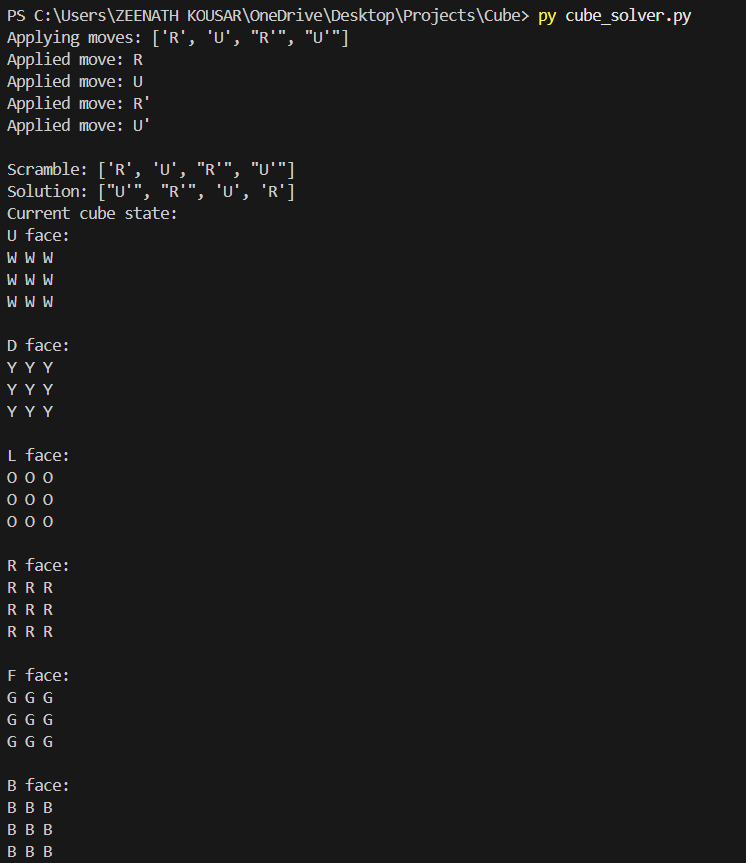 PS C:\Users\ZEENATH KOUSAR\OneDrive\Desktop\Projects\Cube> py cube_solver.py
Applying moves: ['R', 'U', "R'", "U'"]
Applied move: R
Applied move: U
Applied move: R'
Applied move: U'
Scramble: ['R', 'U', "R'", "U'"]
Solution: ["U'", "R'", 'U', 'R']
Current cube state:
U face:
W W W
W W W
W W W
D face:
Y Y Y
Y Y Y
Y Y Y
L face:
O O O
O O O
O O O
R face:
R R R
R R R
R R R
F face:
G G G
G G G
G G G
B face:
B B B
B B B
B B B